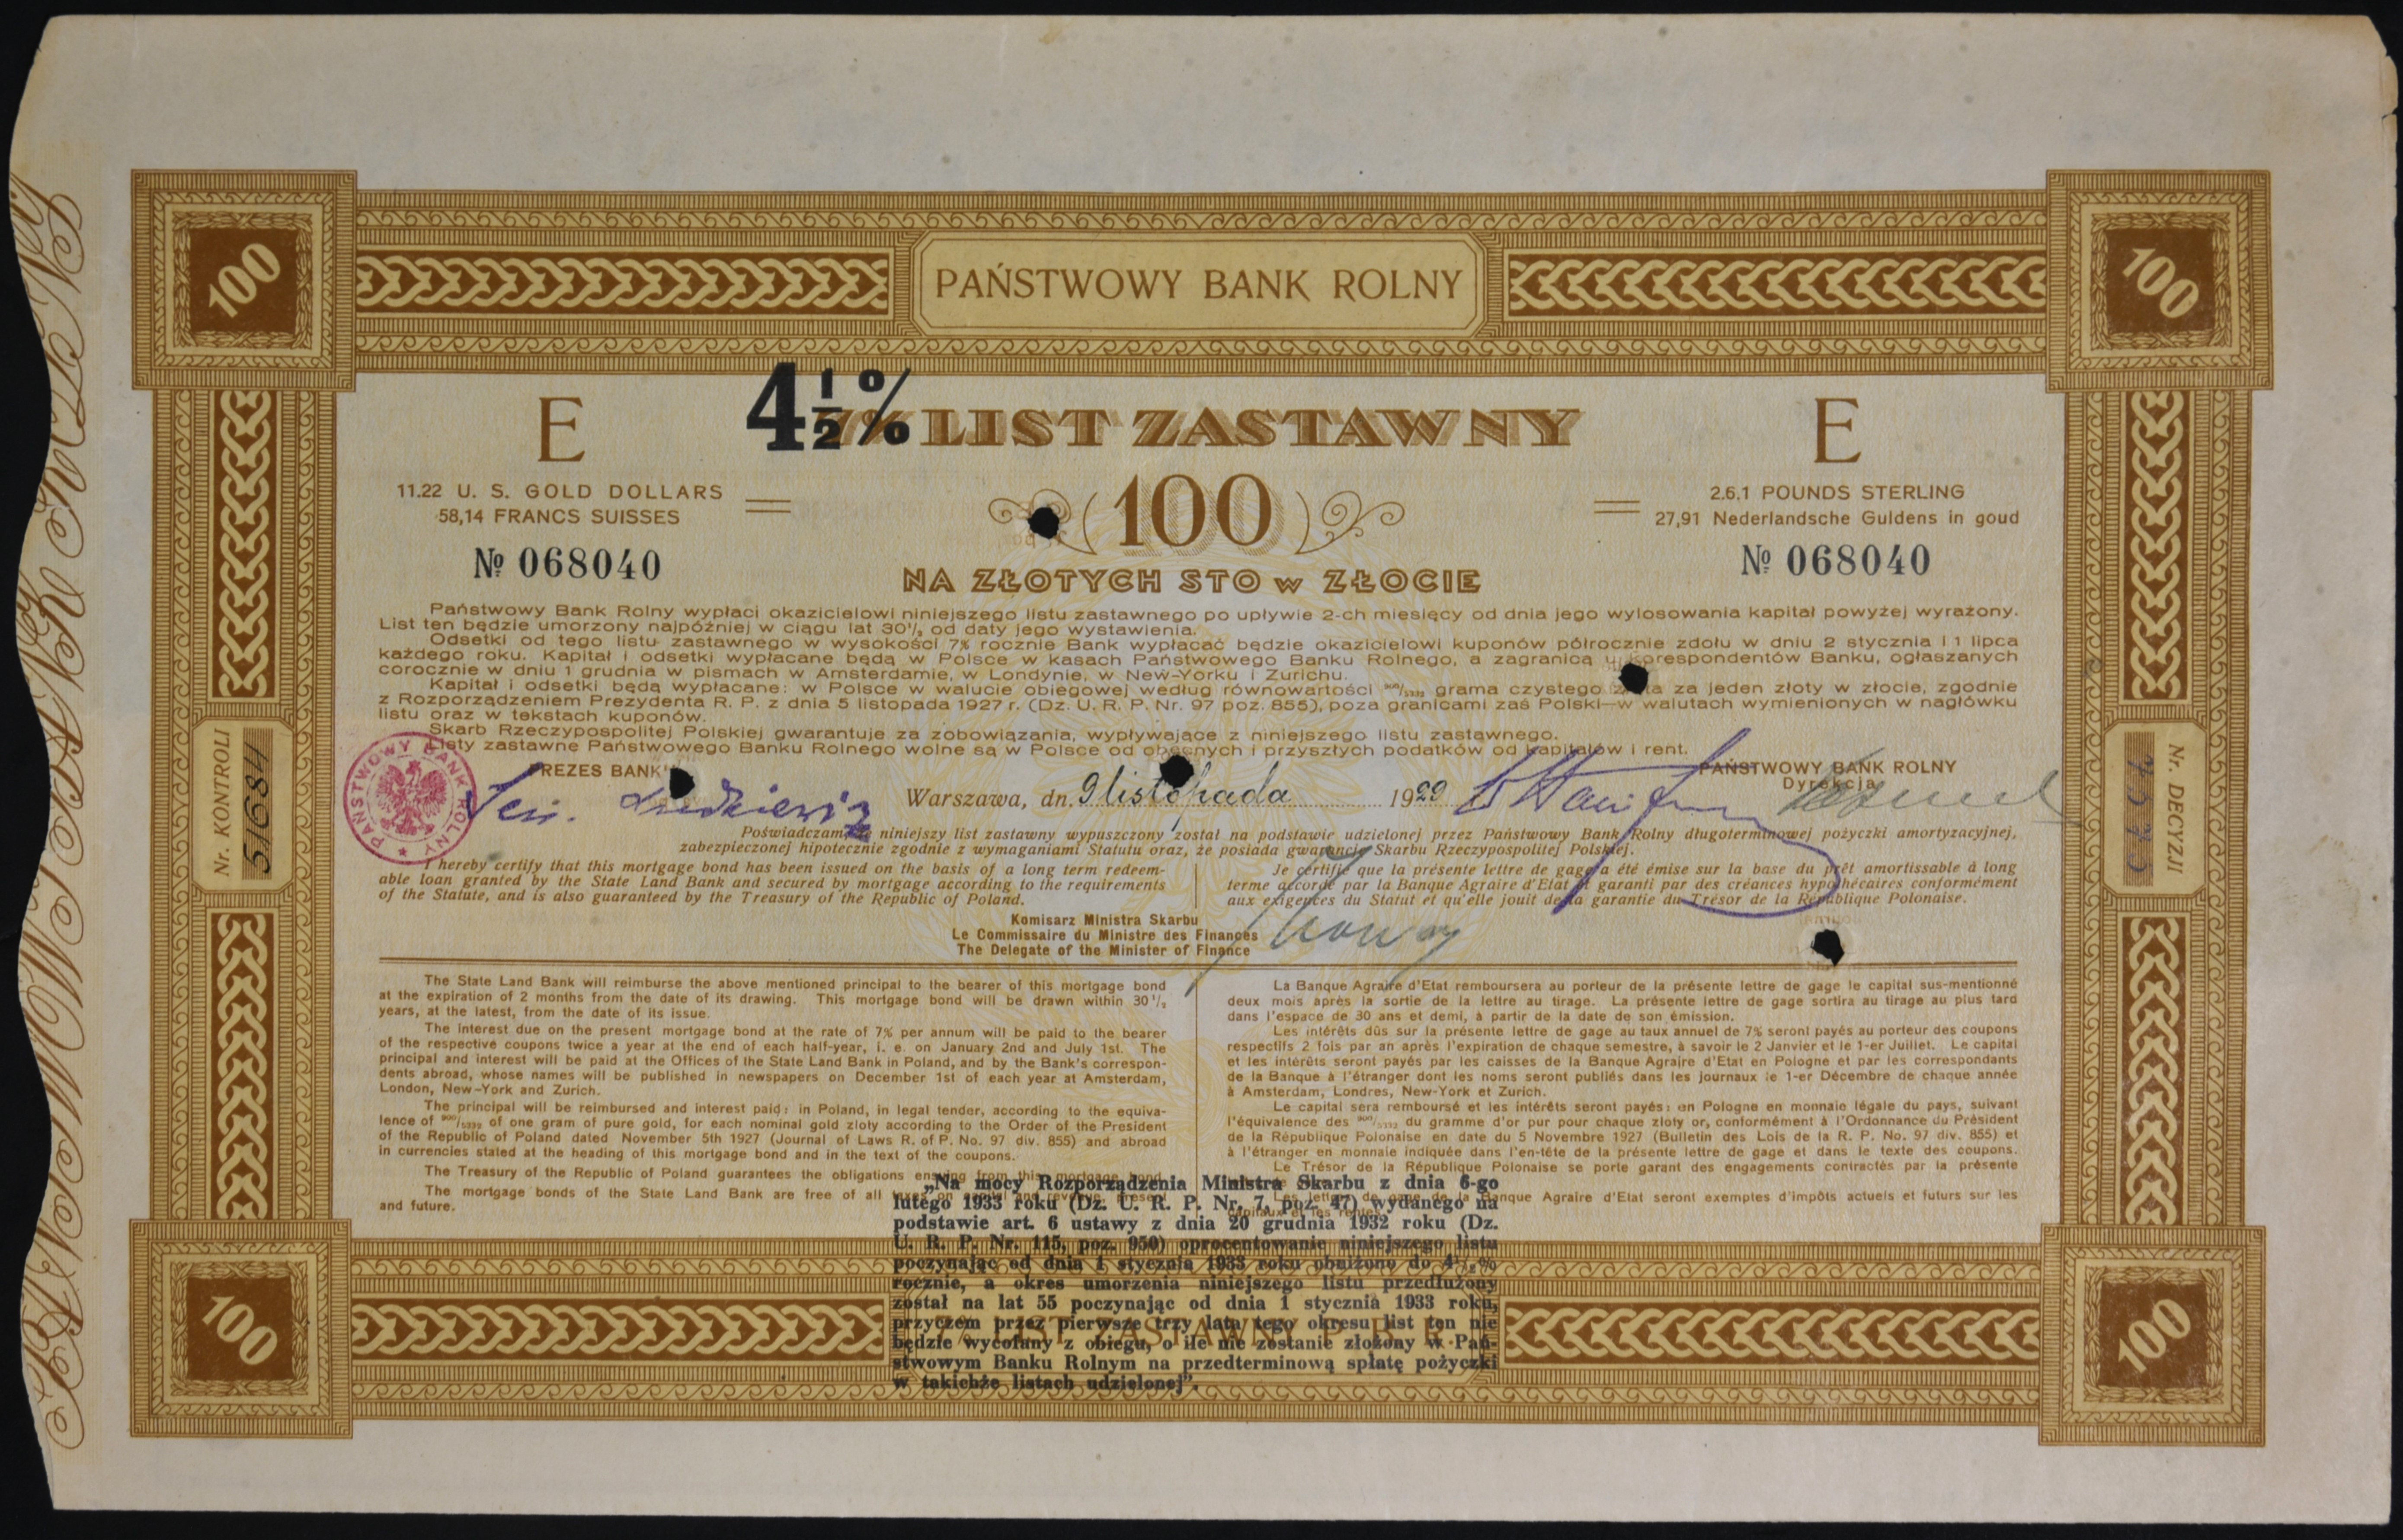 100
PAŃSTWOWY BANK ROLNY
100
4 1/2 %
7% LIST ZASTAWNY
E
E
11.22 U. S. GOLD DOLLARS
58,14 FRANCS SUISSES
(100)
2.6.1 POUNDS STERLING
27,91 Nederlandsche Guldens in goud
№ 068040
№ 068040
NA ZŁOTYCH STO w ZŁOCIE
Państwowy Bank Rolny wypłaci okazicielowi niniejszego listu zastawnego po upływie 2-ch miesięcy od dnia jego wylosowania kapitał powyżej wyrażony.
List ten będzie umorzony najpóźniej w ciągu lat 30½ od daty jego wystawienia.
Odsetki od tego listu zastawnego w wysokości 7% rocznie Bank wypłacać będzie okazicielowi kuponów półrocznie zdołu w dniu 2 stycznia i 1 lipca
każdego roku. Kapitał i odsetki wypłacane będą w Polsce w kasach Państwowego Banku Rolnego, a zagranicą u korespondentów Banku, ogłaszanych
corocznie w dniu 1 grudnia w pismach w Amsterdamie, w Londynie, w New-Yorku i Zurichu.
Kapitał i odsetki będą wypłacane: w Polsce w walucie obiegowej według równowartości 900/5332 grama czystego złota za jeden złoty w złocie, zgodnie
z Rozporządzeniem Prezydenta R. P. z dnia 5 listopada 1927 r. (Dz. U. R. P. Nr. 97 poz. 855), poza granicami zaś Polski—w walutach wymienionych w nagłówku
listu oraz w tekstach kuponów.
Skarb Rzeczypospolitej Polskiej gwarantuje za zobowiązania, wypływające z niniejszego listu zastawnego.
Listy zastawne Państwowego Banku Rolnego wolne są w Polsce od obecnych i przyszłych podatków od kapitałów i rent.
PAŃSTWOWY BANK ROLNY
PREZES BANKU
Warszawa, dn. 9 listopada 1929
PAŃSTWOWY BANK ROLNY
Dyrekcja
Nr. KONTROLI
51684
Nr. DECYZJI
Poświadczam, że niniejszy list zastawny wypuszczony został na podstawie udzielonej przez Państwowy Bank Rolny długoterminowej pożyczki amortyzacyjnej,
zabezpieczonej hipotecznie zgodnie z wymaganiami Statutu oraz, że posiada gwarancję Skarbu Rzeczypospolitej Polskiej.
I hereby certify that this mortgage bond has been issued on the basis of a long term redeem-
able loan granted by the State Land Bank and secured by mortgage according to the requirements
of the Statute, and is also guaranteed by the Treasury of the Republic of Poland.
Je certifie que la présente lettre de gage a été émise sur la base du prêt amortissable à long
terme accordé par la Banque Agraire d'Etat et garanti par des créances hypothécaires conformément
aux exigences du Statut et qu'elle jouit de la garantie du Trésor de la République Polonaise.
Komisarz Ministra Skarbu
Le Commissaire du Ministre des Finances
The Delegate of the Minister of Finance
The State Land Bank will reimburse the above mentioned principal to the bearer of this mortgage bond
at the expiration of 2 months from the date of its drawing. This mortgage bond will be drawn within 30½
years, at the latest, from the date of its issue.
The interest due on the present mortgage bond at the rate of 7% per annum will be paid to the bearer
of the respective coupons twice a year at the end of each half-year, i. e. on January 2nd and July 1st. The
principal and interest will be paid at the Offices of the State Land Bank in Poland, and by the Bank's correspon-
dents abroad, whose names will be published in newspapers on December 1st of each year at Amsterdam,
London, New-York and Zurich.
The principal will be reimbursed and interest paid: in Poland, in legal tender, according to the equiva-
lence of 900/5332 of one gram of pure gold, for each nominal gold zloty according to the Order of the President
of the Republic of Poland dated November 5th 1927 (Journal of Laws R. of P. No. 97 div. 855) and abroad
in currencies stated at the heading of this mortgage bond and in the text of the coupons.
The Treasury of the Republic of Poland guarantees the obligations ensuing from this mortgage bond.
The mortgage bonds of the State Land Bank are free of all taxes on capital and revenue, present
and future.
La Banque Agraire d'Etat remboursera au porteur de la présente lettre de gage le capital sus-mentionné
deux mois après la sortie de la lettre au tirage. La présente lettre de gage sortira au tirage au plus tard
dans l'espace de 30 ans et demi, à partir de la date de son émission.
Les intérêts dûs sur la présente lettre de gage au taux annuel de 7% seront payés au porteur des coupons
respectifs 2 fois par an après l'expiration de chaque semestre, à savoir le 2 Janvier et le 1-er Juillet. Le capital
et les intérêts seront payés par les caisses de la Banque Agraire d'Etat en Pologne et par les correspondants
de la Banque à l'étranger dont les noms seront publiés dans les journaux le 1-er Décembre de chaque année
à Amsterdam, Londres, New-York et Zurich.
Le capital sera remboursé et les intérêts seront payés: en Pologne en monnaie légale du pays, suivant
l'équivalence des 900/5332 du gramme d'or pur pour chaque zloty or, conformément à l'Ordonnance du Président
de la République Polonaise en date du 5 Novembre 1927 (Bulletin des Lois de la R. P. No. 97 div. 855) et
à l'étranger en monnaie indiquée dans l'en-tête de la présente lettre de gage et dans le texte des coupons.
Le Trésor de la République Polonaise se porte garant des engagements contractés par la présente
Les lettres de gage de la Banque Agraire d'Etat seront exemptes d'impôts actuels et futurs sur les
capitaux et les rentes.
„Na mocy Rozporządzenia Ministra Skarbu z dnia 6-go
lutego 1933 roku (Dz. U. R. P. Nr. 7, poz. 47) wydanego na
podstawie art. 6 ustawy z dnia 20 grudnia 1932 roku (Dz.
U. R. P. Nr. 115, poz. 950) oprocentowanie niniejszego listu
poczynając od dnia 1 stycznia 1933 roku obniżono do 4½%
rocznie, a okres umorzenia niniejszego listu przedłużony
został na lat 55 poczynając od dnia 1 stycznia 1933 roku,
przyczem przez pierwsze trzy lata tego okresu list ten nie
będzie wycofany z obiegu, o ile nie zostanie złożony w Pań-
stwowym Banku Rolnym na przedterminową spłatę pożyczki
w takichże listach udzielonej".
100
100